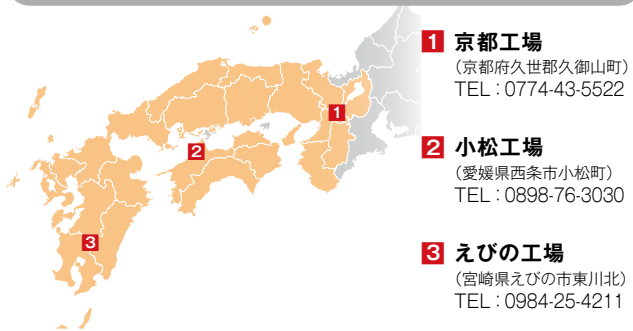 1 京都工場
（京都府久世郡久御山町）
TEL：0774-43-5522
2 小松工場
（愛媛県西条市小松町）
TEL：0898-76-3030
3 えびの工場
（宮崎県えびの市東川北）
TEL：0984-25-4211
1
2
3